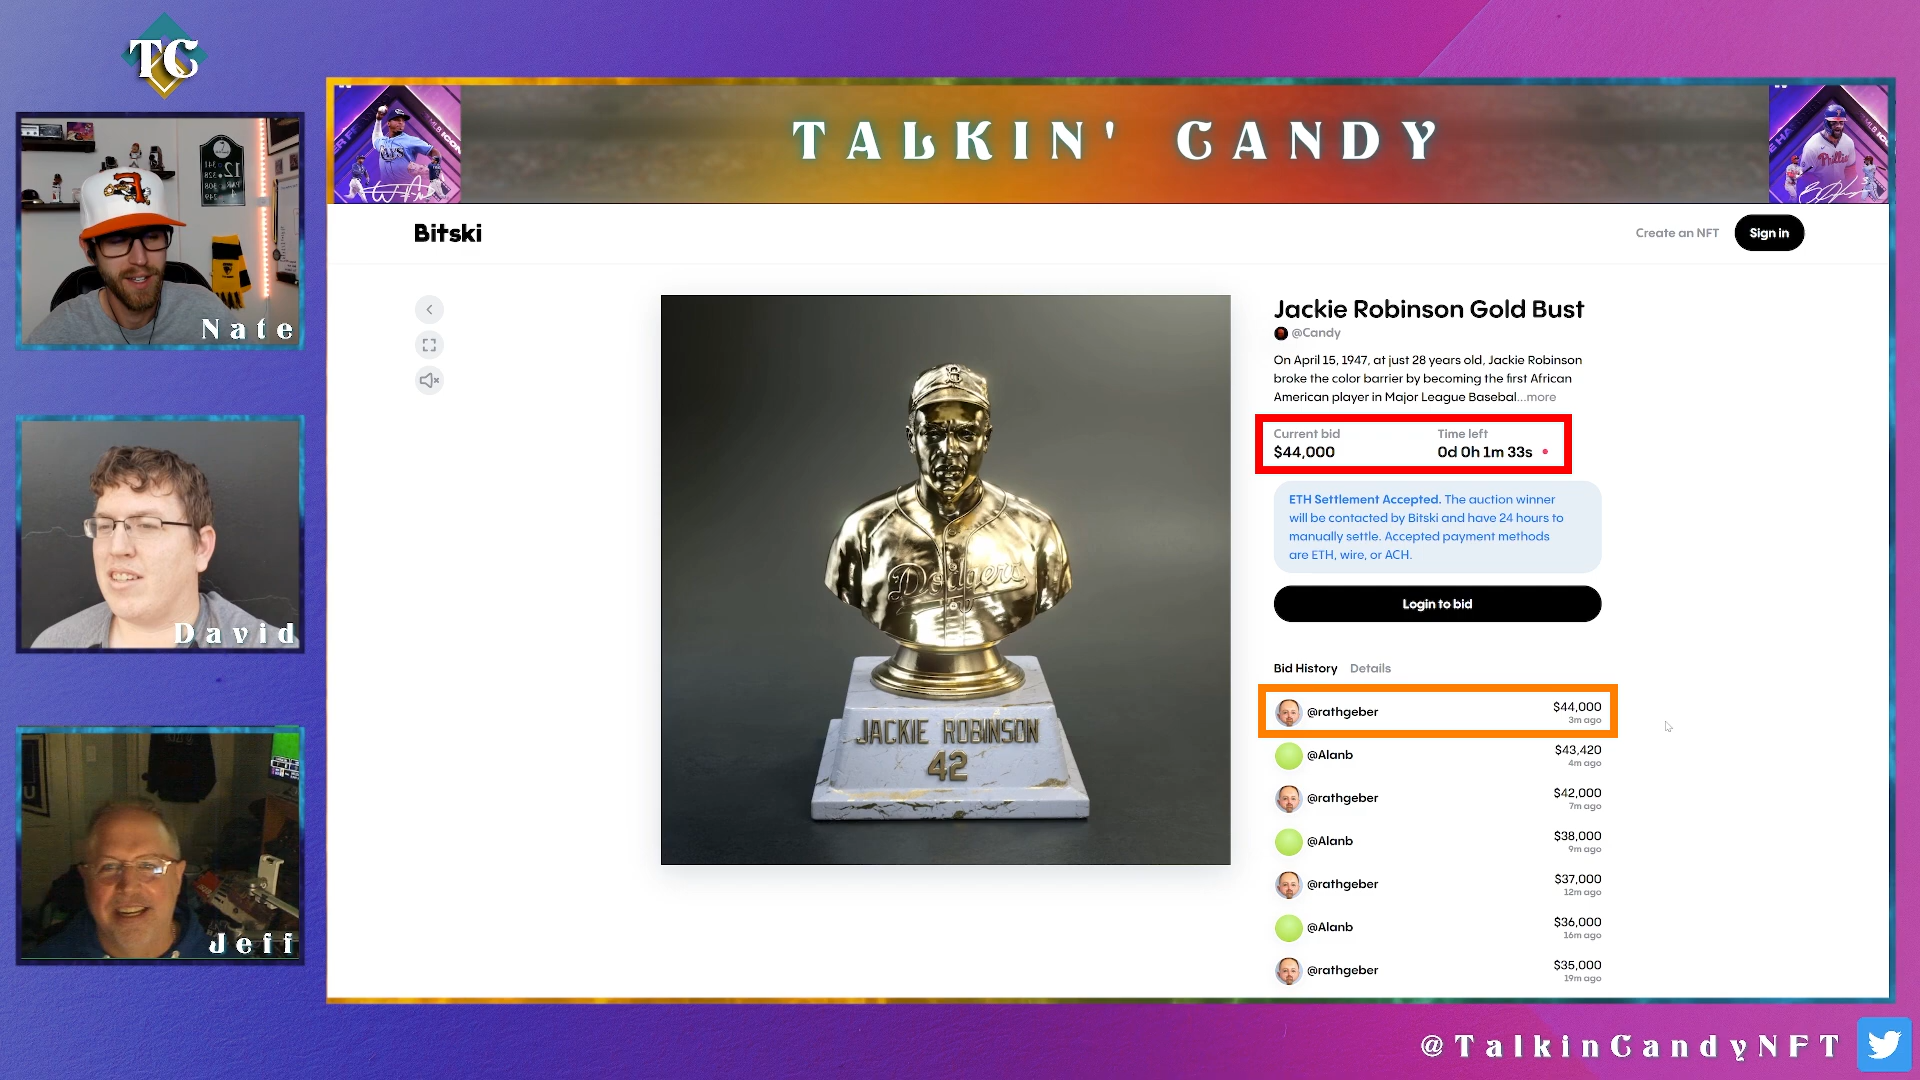 TC
TALKIN' CANDY
Nate
David
Jeff
Bitski
Create an NFT
Sign in
Jackie Robinson Gold Bust
@Candy
On April 15, 1947, at just 28 years old, Jackie Robinson
broke the color barrier by becoming the first African
American player in Major League Basebal...more
Current bid
Time left
$44,000
0d 0h 1m 33s
ETH Settlement Accepted. The auction winner
will be contacted by Bitski and have 24 hours to
manually settle. Accepted payment methods
are ETH, wire, or ACH.
Login to bid
Bid History
Details
@rathgeber
$44,000
3m ago
@Alanb
$43,420
4m ago
@rathgeber
$42,000
7m ago
@Alanb
$38,000
9m ago
@rathgeber
$37,000
12m ago
@Alanb
$36,000
16m ago
@rathgeber
$35,000
19m ago
B
Dodgers
JACKIE ROBINSON
42
@TalkinCandyNFT